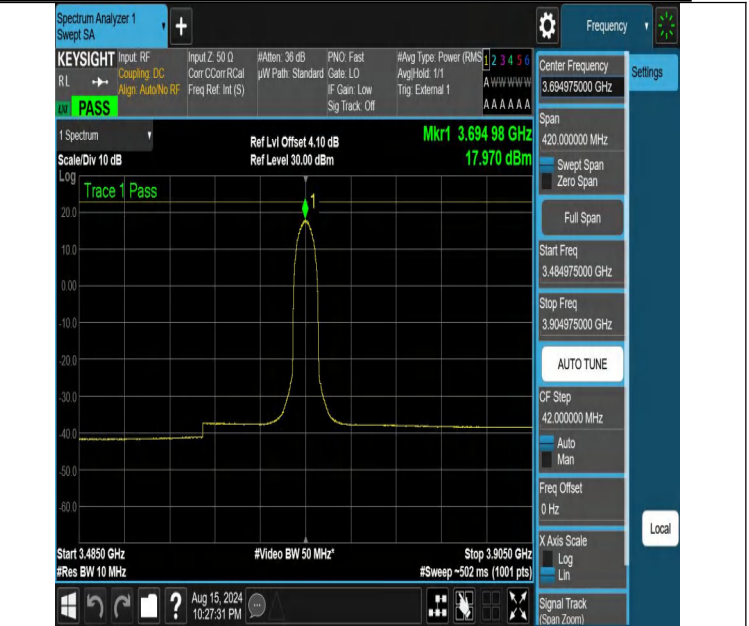 Spectrum Analyzer 1
Swept SA
+
Frequency
KEYSIGHT
RL
Input: RF
Coupling: DC
Align: Auto/No RF
Input Z: 50 Ω
Corr CCorr RCal
Freq Ref: Int (S)
#Atten: 36 dB
µW Path: Standard
PNO: Fast
Gate: LO
IF Gain: Low
Sig Track: Off
#Avg Type: Power (RMS
Avg|Hold: 1/1
Trig: External 1
1 2 3 4 5 6
A W W W W W
A A A A A A
LXI
PASS
1 Spectrum
Scale/Div 10 dB
Log
Ref Lvl Offset 4.10 dB
Ref Level 30.00 dBm
Mkr1 3.694 98 GHz
17.970 dBm
Trace 1 Pass
1
20.0
10.0
0.00
-10.0
-20.0
-30.0
-40.0
-50.0
-60.0
Start 3.4850 GHz
#Res BW 10 MHz
#Video BW 50 MHz*
Stop 3.9050 GHz
#Sweep ~502 ms (1001 pts)
Center Frequency
3.694975000 GHz
Settings
Span
420.000000 MHz
Swept Span
Zero Span
Full Span
Start Freq
3.484975000 GHz
Stop Freq
3.904975000 GHz
AUTO TUNE
CF Step
42.000000 MHz
Auto
Man
Freq Offset
0 Hz
X Axis Scale
Log
Lin
Local
Signal Track
(Span Zoom)
?
Aug 15, 2024
10:27:31 PM